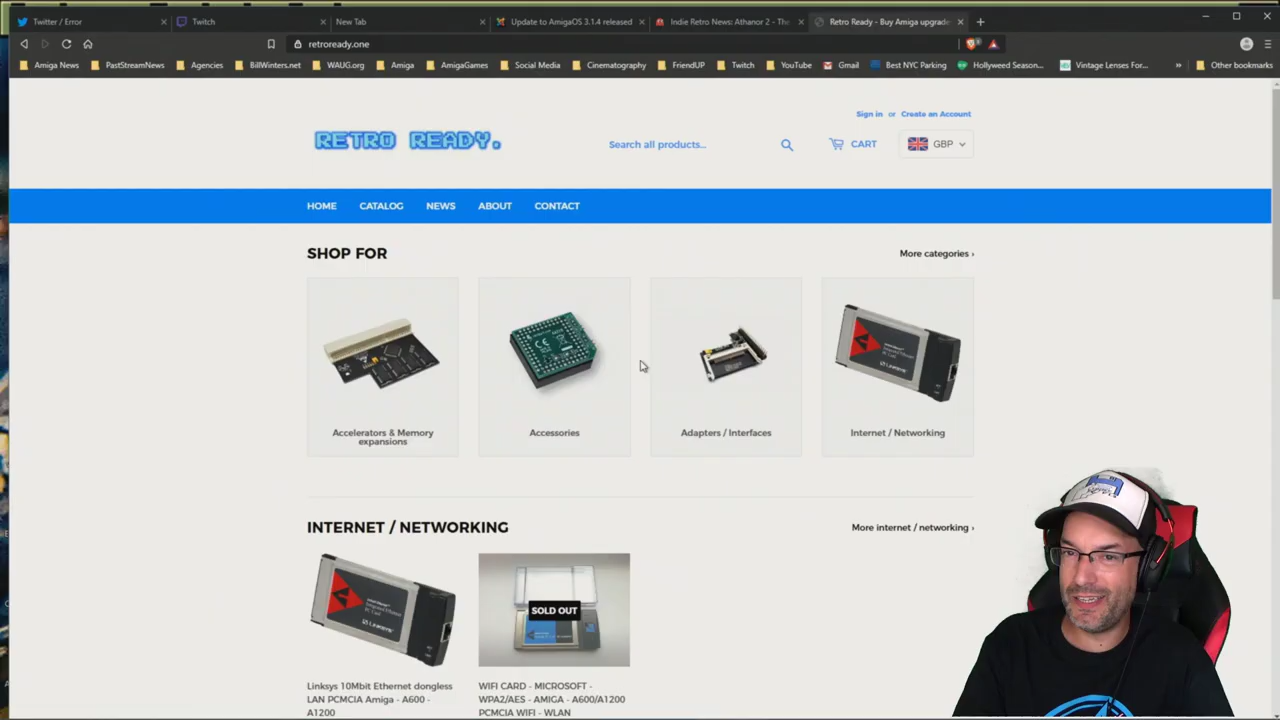 Twitter / Error
Twitch
New Tab
Update to AmigaOS 3.1.4 released
Indie Retro News: Athanor 2 - The
Retro Ready - Buy Amiga upgrade
retroready.one
Amiga News
PastStreamNews
Agencies
BillWinters.net
WAUG.org
Amiga
AmigaGames
Social Media
Cinematography
FriendUP
Twitch
YouTube
Gmail
Best NYC Parking
Hollyweed Season...
Vintage Lenses For...
Other bookmarks
Sign in or Create an Account
RETRO READY.
Search all products...
CART
GBP
HOME
CATALOG
NEWS
ABOUT
CONTACT
SHOP FOR
More categories ›
Accelerators & Memory
expansions
Accessories
Adapters / Interfaces
Internet / Networking
INTERNET / NETWORKING
More internet / networking ›
SOLD OUT
Linksys 10Mbit Ethernet dongless
LAN PCMCIA Amiga - A600 -
A1200
WIFI CARD - MICROSOFT -
WPA2/AES - AMIGA - A600/A1200
PCMCIA WIFI - WLAN